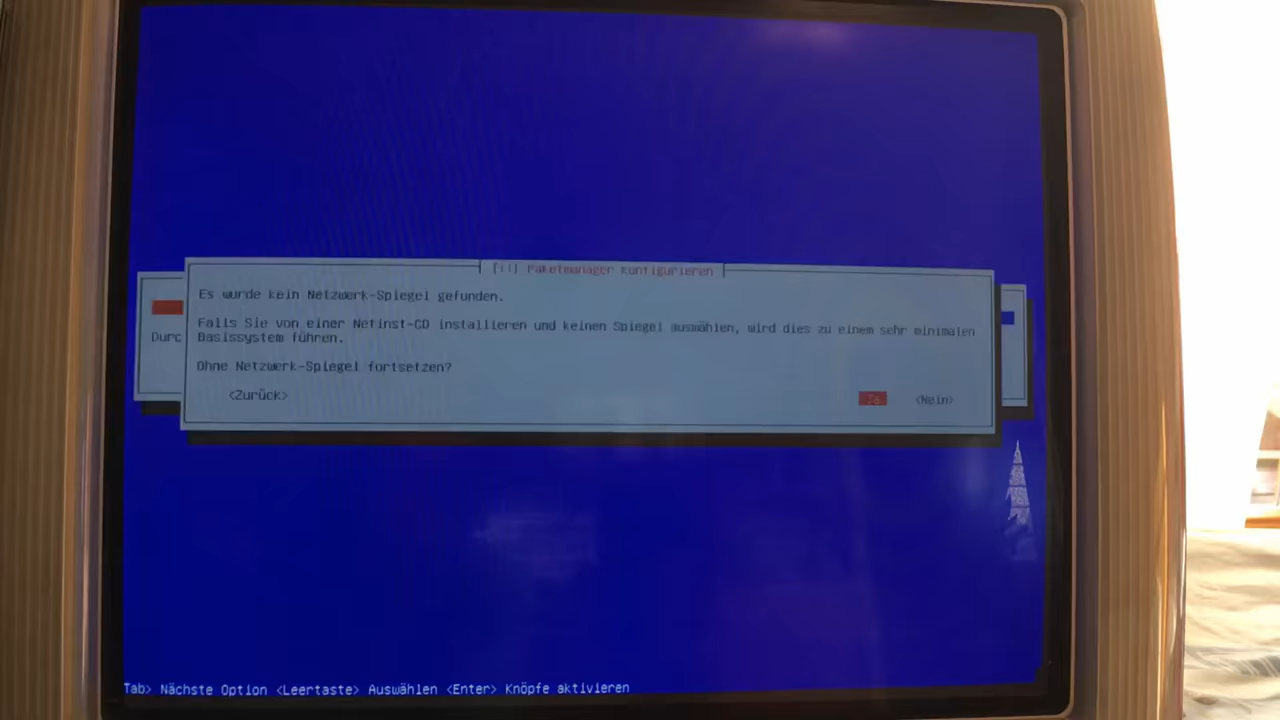 [!!] Paketmanager konfigurieren
Es wurde kein Netzwerk-Spiegel gefunden.
Falls Sie von einer Netinst-CD installieren und keinen Spiegel auswählen, wird dies zu einem sehr minimalen
Basissystem führen.
Durc
Ohne Netzwerk-Spiegel fortsetzen?
<Zurück> <Ja> <Nein>
Tab> Nächste Option <Leertaste> Auswählen <Enter> Knöpfe aktivieren